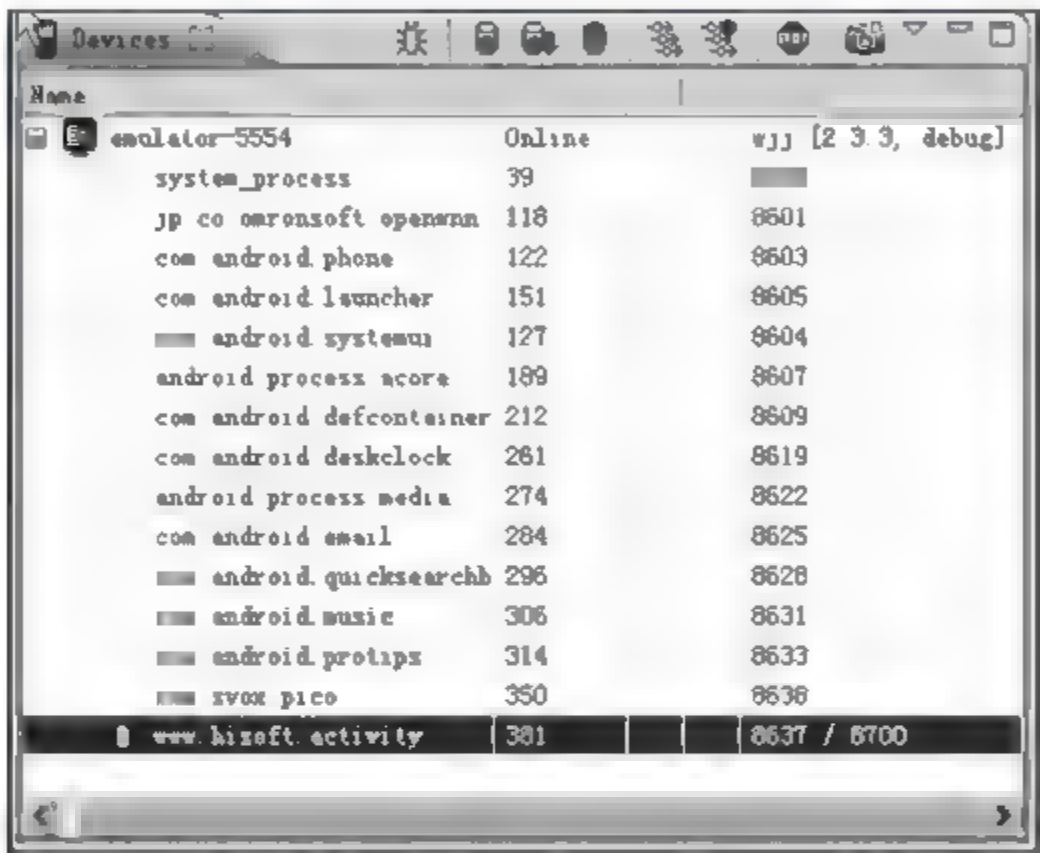 Devices
Name
emulator-5554 Online wjj [2.3.3, debug]
system_process 39
jp.co.omronsoft.openwnn 118 8601
com.android.phone 122 8603
com.android.launcher 151 8605
android.systemui 127 8604
android.process.acore 189 8607
com.android.defcontainer 212 8609
com.android.deskclock 261 8619
android.process.media 274 8622
com.android.email 284 8625
android.quicksearchb 296 8628
android.music 306 8631
android.protips 314 8633
svox.pico 350
www.hisoft.activity 381 8637 / 8700